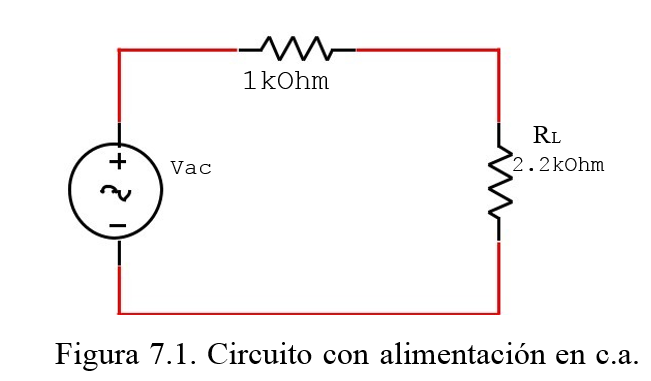 1kOhm
+
Vac
−
RL
2.2kOhm
Figura 7.1. Circuito con alimentación en c.a.